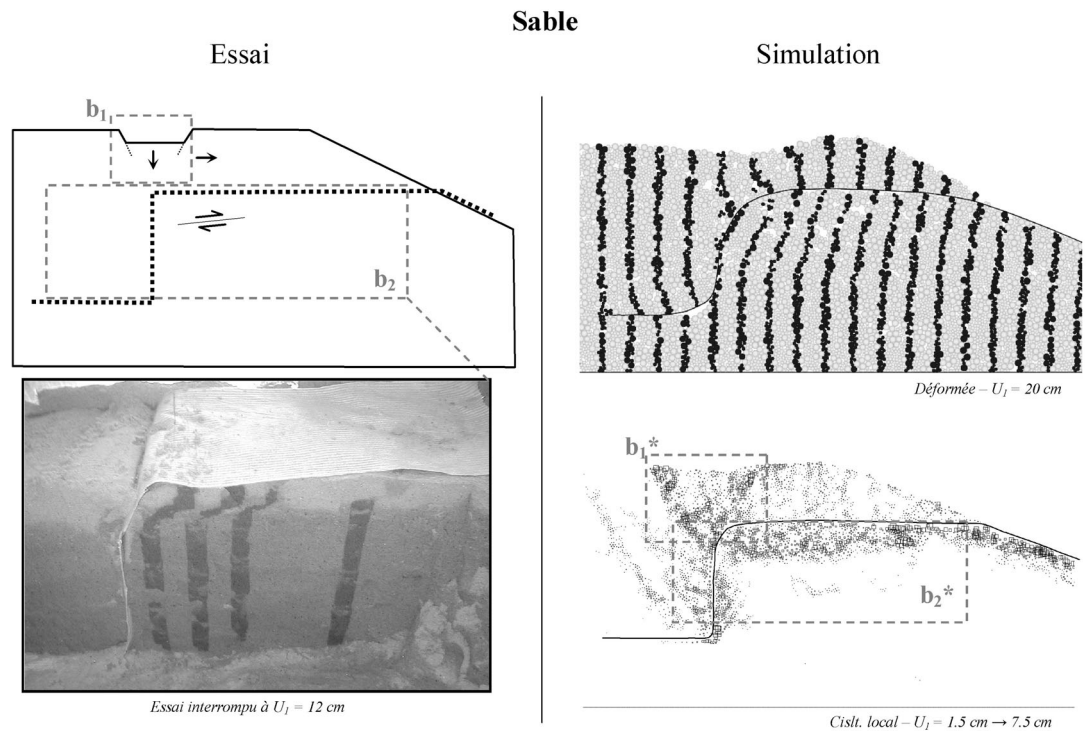 Sable
Essai
Simulation
b1
b2
Essai interrompu à U1 = 12 cm
Déformée – U1 = 20 cm
b1*
b2*
Cislt. local – U1 = 1.5 cm → 7.5 cm